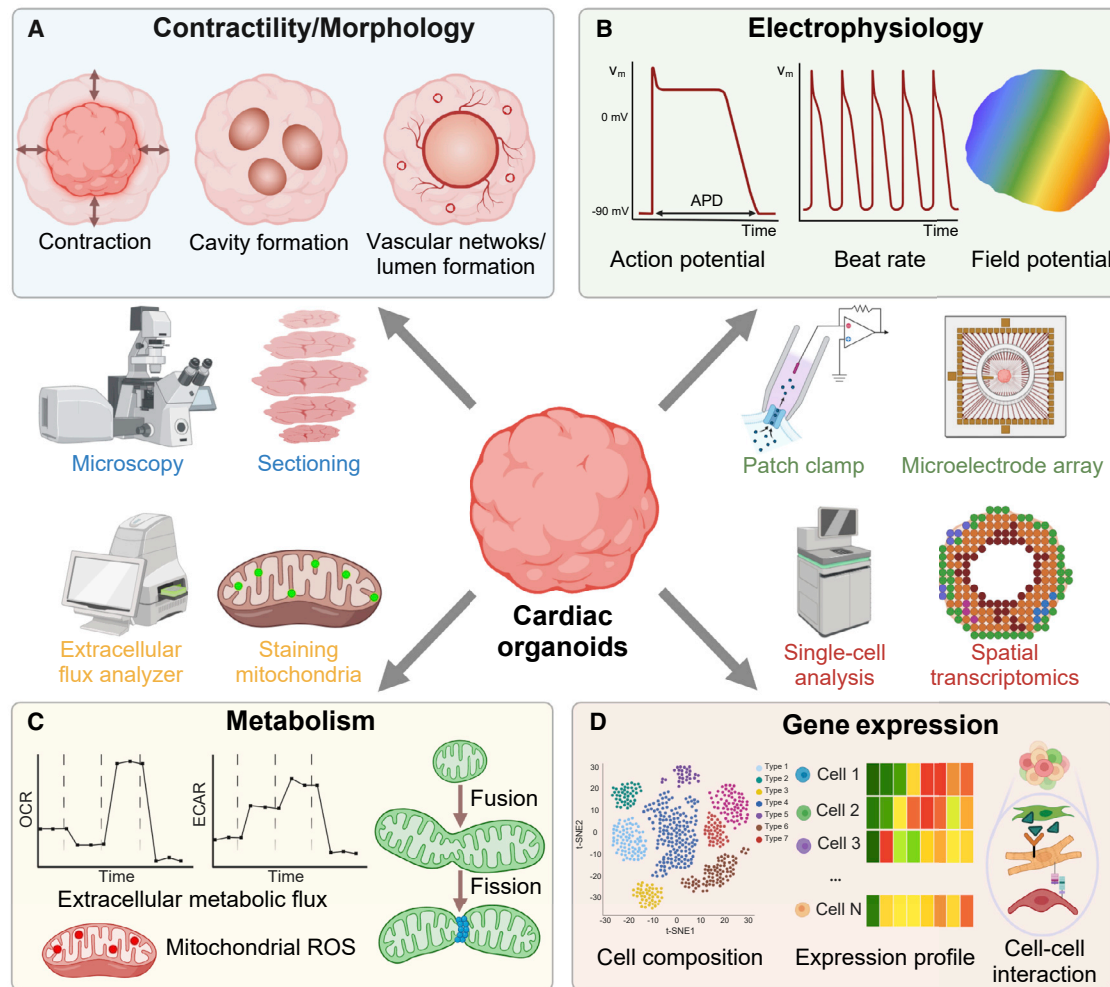 A Contractility/Morphology
Contraction
Cavity formation
Vascular netwoks/
lumen formation
B Electrophysiology
Vm
0 mV
-90 mV
APD
Time
Action potential
Vm
Time
Beat rate
Field potential
Microscopy
Sectioning
Patch clamp
Microelectrode array
Cardiac
organoids
Extracellular
flux analyzer
Staining
mitochondria
Single-cell
analysis
Spatial
transcriptomics
C Metabolism
OCR
Time
ECAR
Time
Extracellular metabolic flux
Mitochondrial ROS
Fusion
Fission
D Gene expression
t-SNE2
30
20
10
0
-10
-20
-30
-30
-20
-10
0
10
20
30
t-SNE1
Type 1
Type 2
Type 3
Type 4
Type 5
Type 6
Type 7
Cell composition
Cell 1
Cell 2
Cell 3
...
Cell N
Expression profile
Cell-cell
interaction